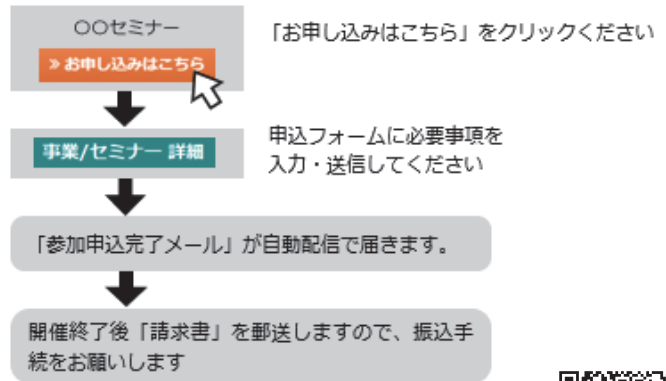 〇〇セミナー
「お申し込みはこちら」をクリックください
» お申し込みはこちら
事業/セミナー 詳細
申込フォームに必要事項を
入力・送信してください
「参加申込完了メール」が自動配信で届きます。
開催終了後「請求書」を郵送しますので、振込手
続をお願いします